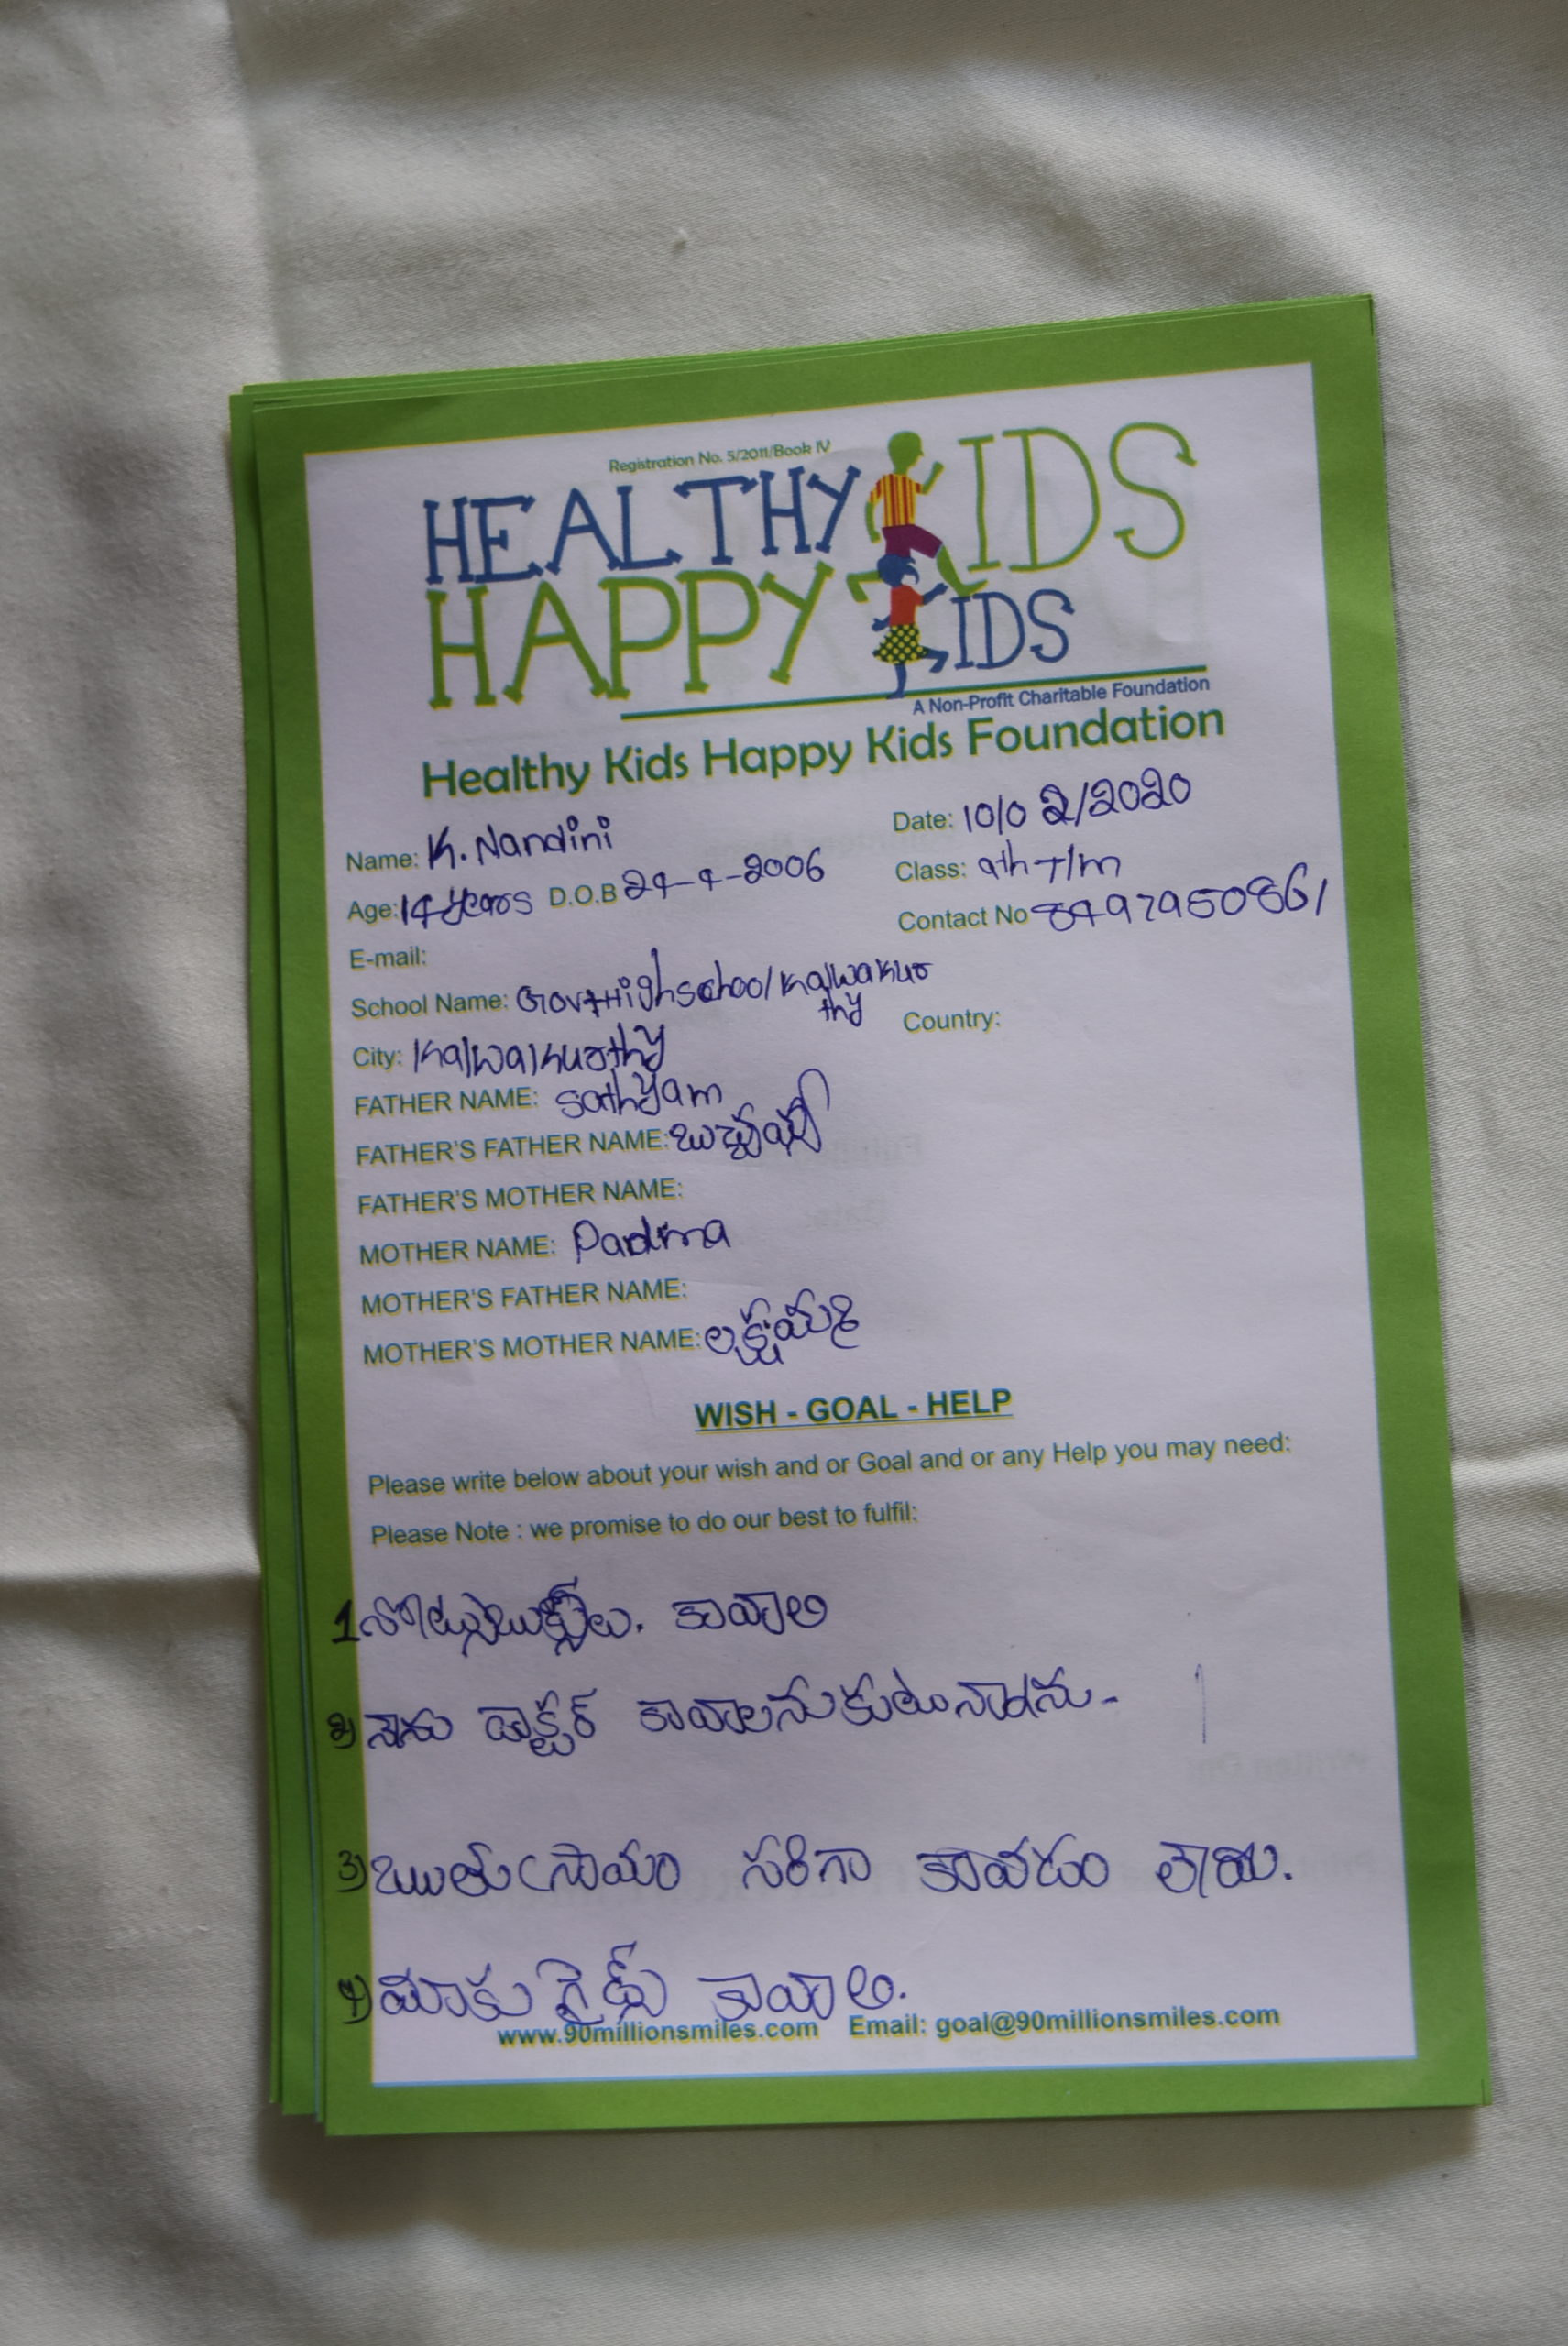 Registration No. 5/2011/Book IV
HEALTHY KIDS
HAPPY KIDS
A Non-Profit Charitable Foundation
Healthy Kids Happy Kids Foundation
Name: K. Nandini Date: 10/02/2020
Age: 14 years D.O.B 24-4-2006 Class: 9th T/m
E-mail: Contact No 8497950861
School Name: Govt High school Kalwakur
thy
City: Kalwakurthy Country:
FATHER NAME: Sathyam
FATHER'S FATHER NAME:
FATHER'S MOTHER NAME:
MOTHER NAME: Padma
MOTHER'S FATHER NAME:
MOTHER'S MOTHER NAME: లక్ష్మమ్మ
WISH - GOAL - HELP
Please write below about your wish and or Goal and or any Help you may need:
Please Note : we promise to do our best to fulfil:
1 కావాలి
2) నేను డాక్టర్ కావాలనుకుటునాను-
3) సరిగా కావడం లేదు.
4) మాకు గైడ్స్ కావాలి.
www.90millionsmiles.com Email: goal@90millionsmiles.com